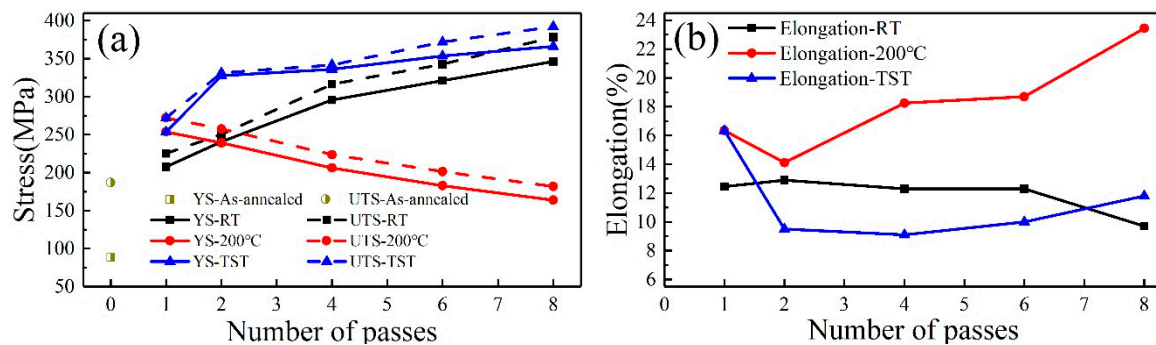 (a)
400
350
300
250
200
150
100
50
Stress(MPa)
YS-As-anncaled UTS-As-anncaled
YS-RT UTS-RT
YS-200℃ UTS-200℃
YS-TST UTS-TST
0 1 2 3 4 5 6 7 8
Number of passes
(b)
24
22
20
18
16
14
12
10
8
6
Elongation(%)
Elongation-RT
Elongation-200℃
Elongation-TST
0 1 2 3 4 5 6 7 8
Number of passes